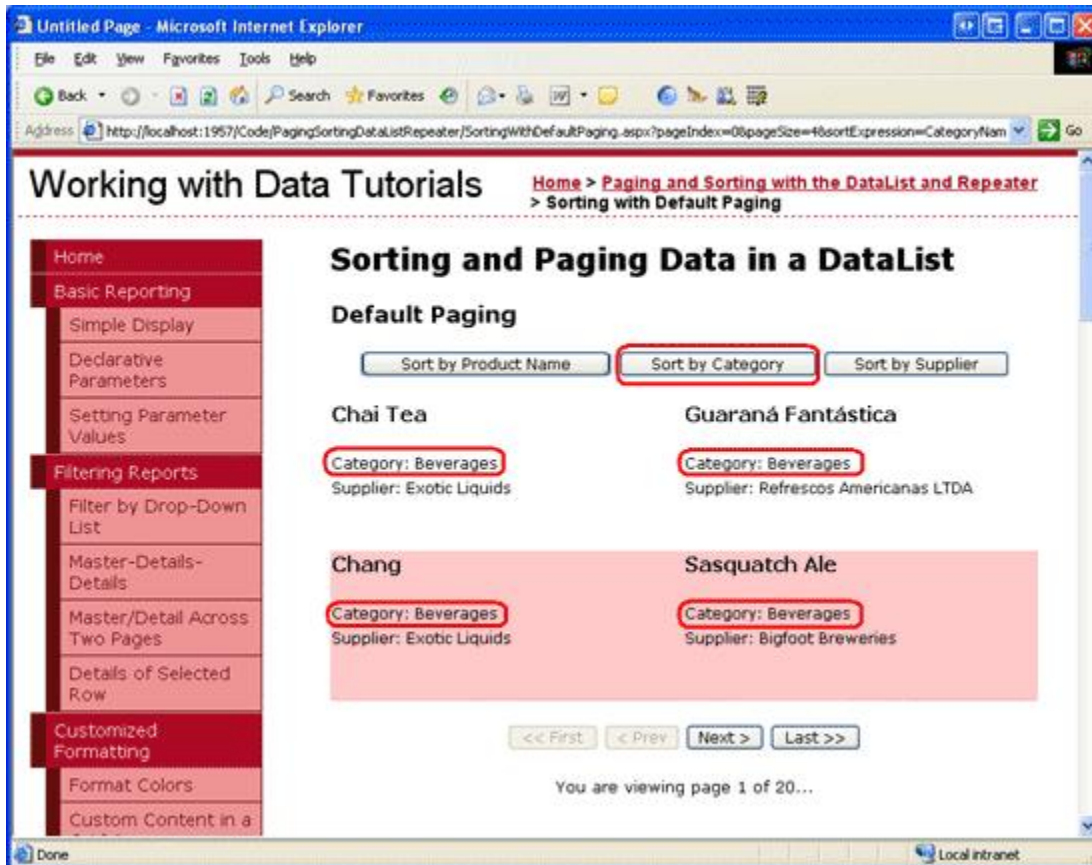 Untitled Page - Microsoft Internet Explorer
File Edit View Favorites Tools Help
Back Search Favorites
Address http://localhost:1957/Code/PagingSortingDataListRepeater/SortingWithDefaultPaging.aspx?pageIndex=0&pageSize=4&sortExpression=CategoryNam Go
Working with Data Tutorials
Home > Paging and Sorting with the DataList and Repeater
> Sorting with Default Paging
Home
Basic Reporting
Simple Display
Declarative
Parameters
Setting Parameter
Values
Filtering Reports
Filter by Drop-Down
List
Master-Details-
Details
Master/Detail Across
Two Pages
Details of Selected
Row
Customized
Formatting
Format Colors
Custom Content in a
Sorting and Paging Data in a DataList
Default Paging
Sort by Product Name Sort by Category Sort by Supplier
Chai Tea
Category: Beverages
Supplier: Exotic Liquids
Guaraná Fantástica
Category: Beverages
Supplier: Refrescos Americanas LTDA
Chang
Category: Beverages
Supplier: Exotic Liquids
Sasquatch Ale
Category: Beverages
Supplier: Bigfoot Breweries
<< First < Prev Next > Last >>
You are viewing page 1 of 20...
Done
Local intranet